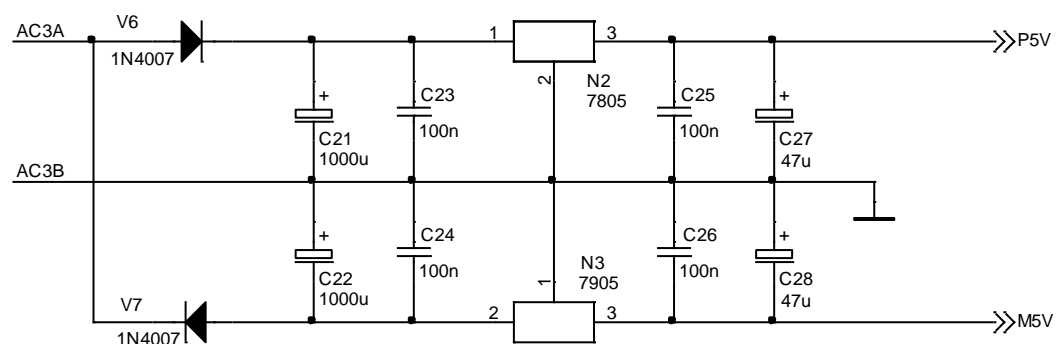 AC3A
V6
1N4007
1
3
2
N2
7805
P5V
+
C21
1000u
C23
100n
C25
100n
+
C27
47u
AC3B
+
C22
1000u
C24
100n
1
N3
7905
C26
100n
+
C28
47u
V7
1N4007
2
3
M5V